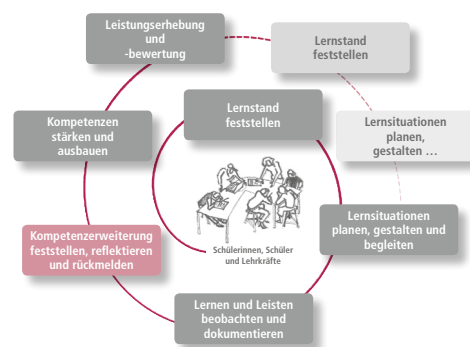 Leistungserhebung
und
-bewertung
Lernstand
feststellen
Lernstand
feststellen
Kompetenzen
stärken und
ausbauen
Lernsituationen
planen,
gestalten …
Schülerinnen, Schüler
und Lehrkräfte
Lernsituationen
planen, gestalten und
begleiten
Kompetenzerweiterung
feststellen, reflektieren
und rückmelden
Lernen und Leisten
beobachten und
dokumentieren